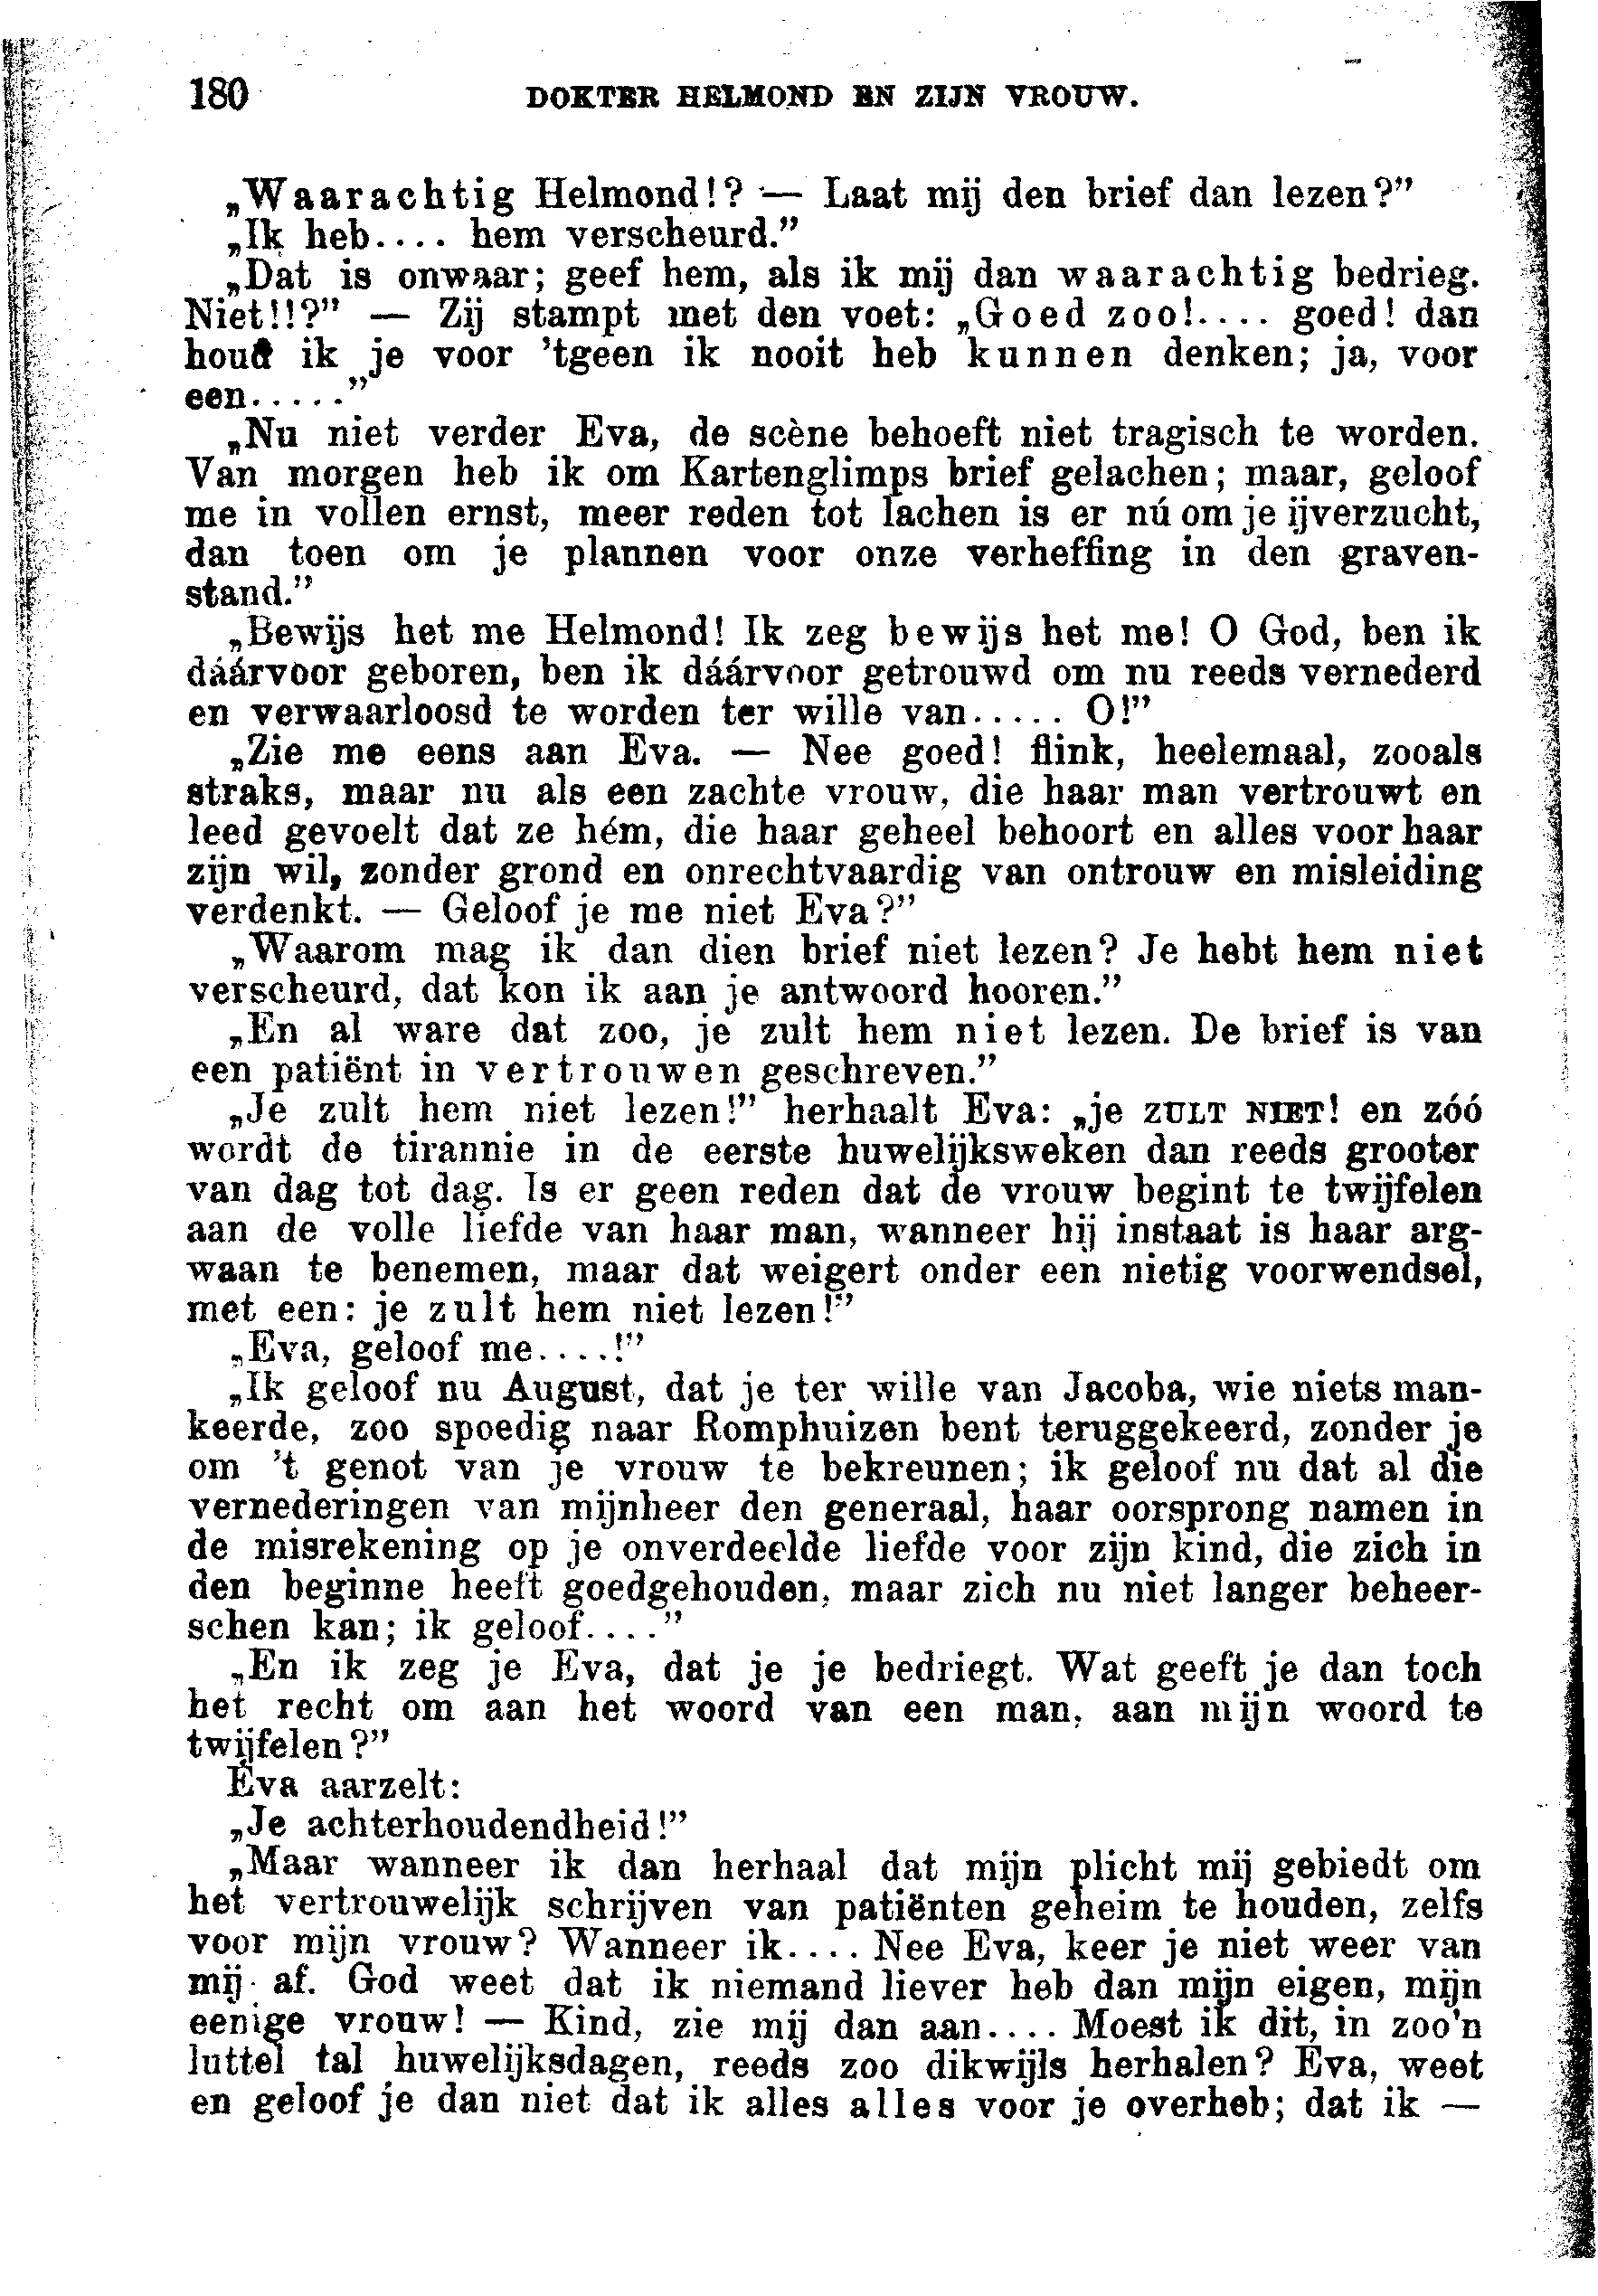 180 DOKTER HELMOND EN ZIJN VROUW.
„Waarachtig Helmond!? — Laat mij den brief dan lezen?”
„Ik heb.... hem verscheurd.”
„Dat is onwaar; geef hem, als ik mij dan waarachtig bedrieg.
Niet!!?” — Zij stampt met den voet: „Goed zoo!.... goed! dan
houd ik je voor ’tgeen ik nooit heb kunnen denken; ja, voor
een.....”
„Nu niet verder Eva, de scène behoeft niet tragisch te worden.
Van morgen heb ik om Kartenglimps brief gelachen; maar, geloof
me in vollen ernst, meer reden tot lachen is er nú om je ijverzucht,
dan toen om je plannen voor onze verheffing in den graven-
stand.”
„Bewijs het me Helmond! Ik zeg bewijs het me! O God, ben ik
dáárvoor geboren, ben ik dáárvoor getrouwd om nu reeds vernederd
en verwaarloosd te worden ter wille van..... O!”
„Zie me eens aan Eva. — Nee goed! flink, heelemaal, zooals
straks, maar nu als een zachte vrouw, die haar man vertrouwt en
leed gevoelt dat ze hém, die haar geheel behoort en alles voor haar
zijn wil, zonder grond en onrechtvaardig van ontrouw en misleiding
verdenkt. — Geloof je me niet Eva?”
„Waarom mag ik dan dien brief niet lezen? Je hebt hem niet
verscheurd, dat kon ik aan je antwoord hooren.”
„En al ware dat zoo, je zult hem niet lezen. De brief is van
een patiënt in vertrouwen geschreven.”
„Je zult hem niet lezen!” herhaalt Eva: „je ZULT NIET! en zóó
wordt de tirannie in de eerste huwelijksweken dan reeds grooter
van dag tot dag. Is er geen reden dat de vrouw begint te twijfelen
aan de volle liefde van haar man, wanneer hij instaat is haar arg-
waan te benemen, maar dat weigert onder een nietig voorwendsel,
met een: je zult hem niet lezen!”
„Eva, geloof me....!”
„Ik geloof nu August, dat je ter wille van Jacoba, wie niets man-
keerde, zoo spoedig naar Romphuizen bent teruggekeerd, zonder je
om ’t genot van je vrouw te bekreunen; ik geloof nu dat al die
vernederingen van mijnheer den generaal, haar oorsprong namen in
de misrekening op je onverdeelde liefde voor zijn kind, die zich in
den beginne heeft goedgehouden, maar zich nu niet langer beheer-
schen kan; ik geloof....”
„En ik zeg je Eva, dat je je bedriegt. Wat geeft je dan toch
het recht om aan het woord van een man, aan mijn woord te
twijfelen?”
Eva aarzelt:
„Je achterhoudendheid!”
„Maar wanneer ik dan herhaal dat mijn plicht mij gebiedt om
het vertrouwelijk schrijven van patiënten geheim te houden, zelfs
voor mijn vrouw? Wanneer ik.... Nee Eva, keer je niet weer van
mij af. God weet dat ik niemand liever heb dan mijn eigen, mijn
eenige vrouw! — Kind, zie mij dan aan.... Moest ik dit, in zoo’n
luttel tal huwelijksdagen, reeds zoo dikwijls herhalen? Eva, weet
en geloof je dan niet dat ik alles alles voor je overheb; dat ik —